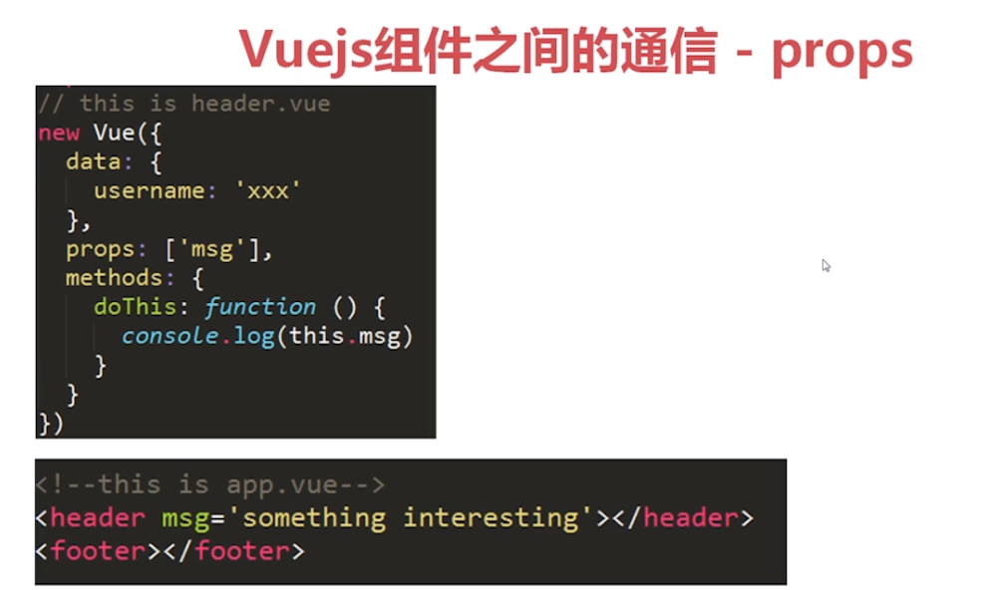 Vuejs组件之间的通信 - props
// this is header.vue
new Vue({
  data: {
    username: 'xxx'
  },
  props: ['msg'],
  methods: {
    doThis: function () {
      console.log(this.msg)
    }
  }
})
<!--this is app.vue-->
<header msg='something interesting'></header>
<footer></footer>